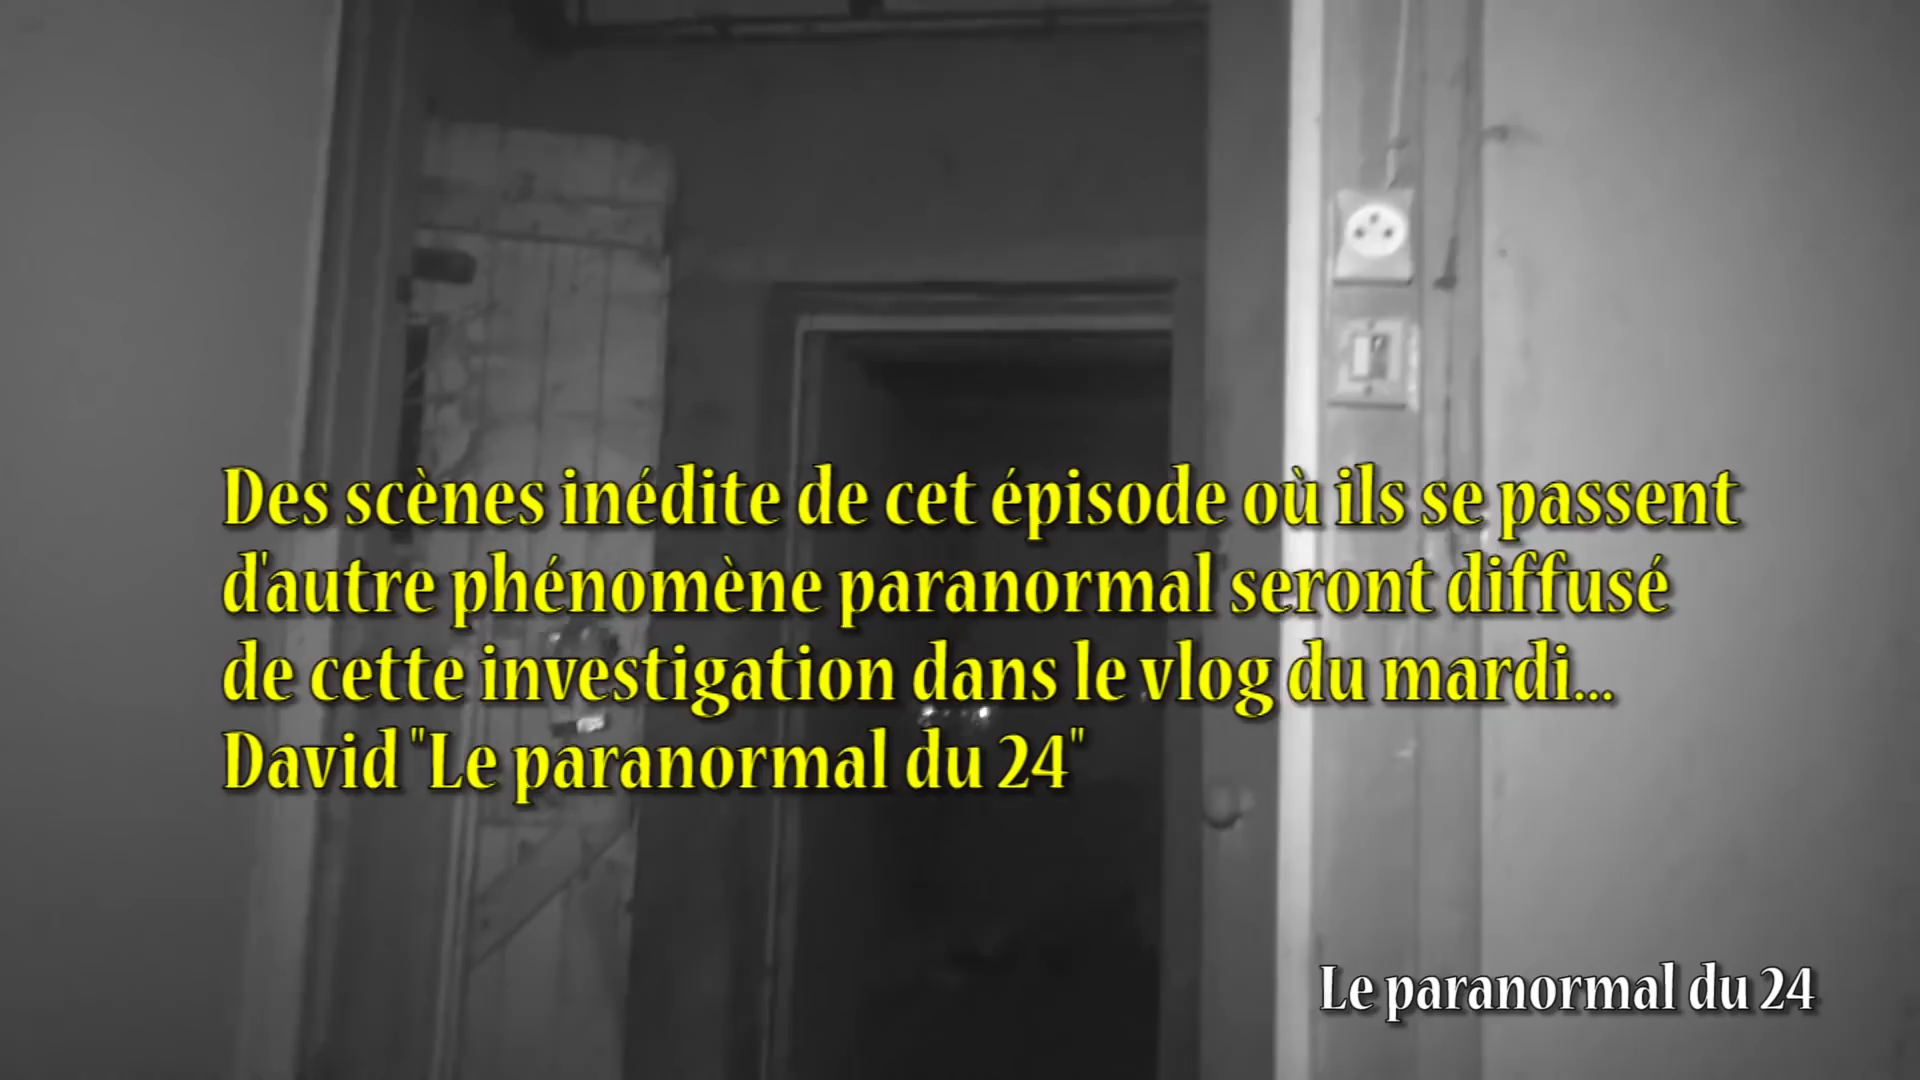 Des scènes inédite de cet épisode où ils se passent
d'autre phénomène paranormal seront diffusé
de cette investigation dans le vlog du mardi...
David "Le paranormal du 24"
Le paranormal du 24